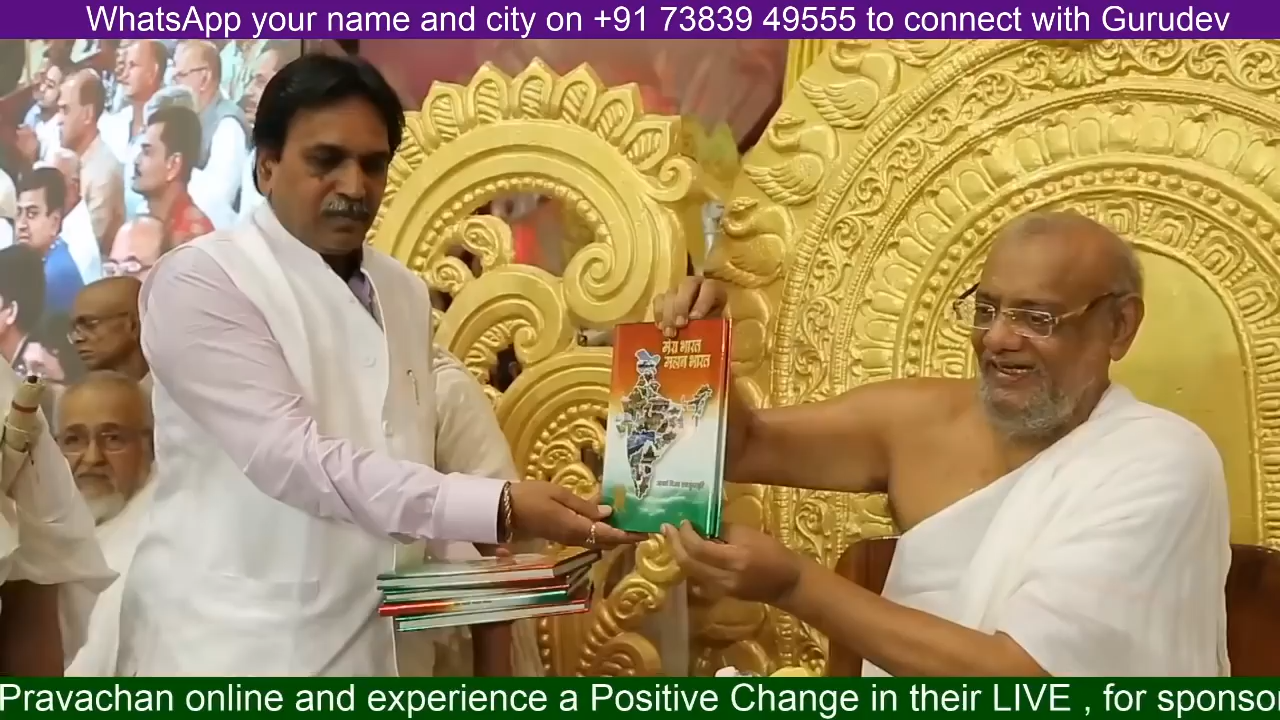 WhatsApp your name and city on +91 73839 49555 to connect with Gurudev
मेरा भारत
महान भारत
Pravachan online and experience a Positive Change in their LIVE , for sponso